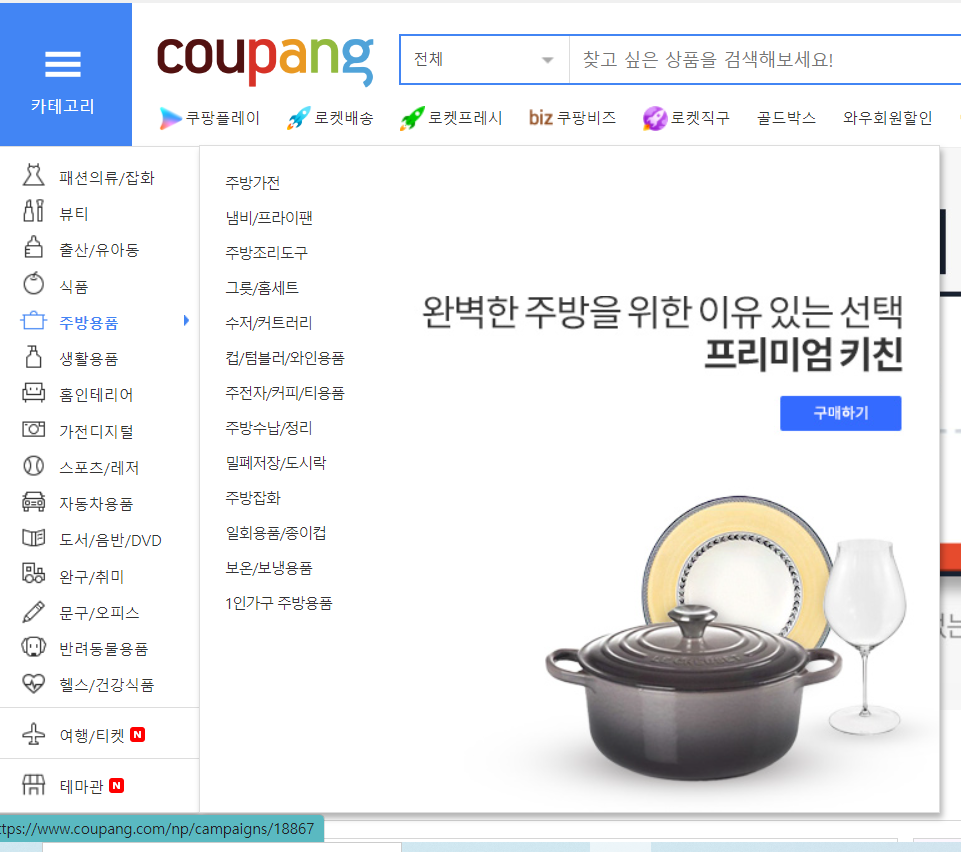 coupang
전체
찾고 싶은 상품을 검색해보세요!
카테고리
쿠팡플레이
로켓배송
로켓프레시
biz 쿠팡비즈
로켓직구
골드박스
와우회원할인
패션의류/잡화
뷰티
출산/유아동
식품
주방용품
생활용품
홈인테리어
가전디지털
스포츠/레저
자동차용품
도서/음반/DVD
완구/취미
문구/오피스
반려동물용품
헬스/건강식품
여행/티켓 N
테마관 N
주방가전
냄비/프라이팬
주방조리도구
그릇/홈세트
수저/커트러리
컵/텀블러/와인용품
주전자/커피/티용품
주방수납/정리
밀폐저장/도시락
주방잡화
일회용품/종이컵
보온/보냉용품
1인가구 주방용품
완벽한 주방을 위한 이유 있는 선택
프리미엄 키친
구매하기
ttps://www.coupang.com/np/campaigns/18867